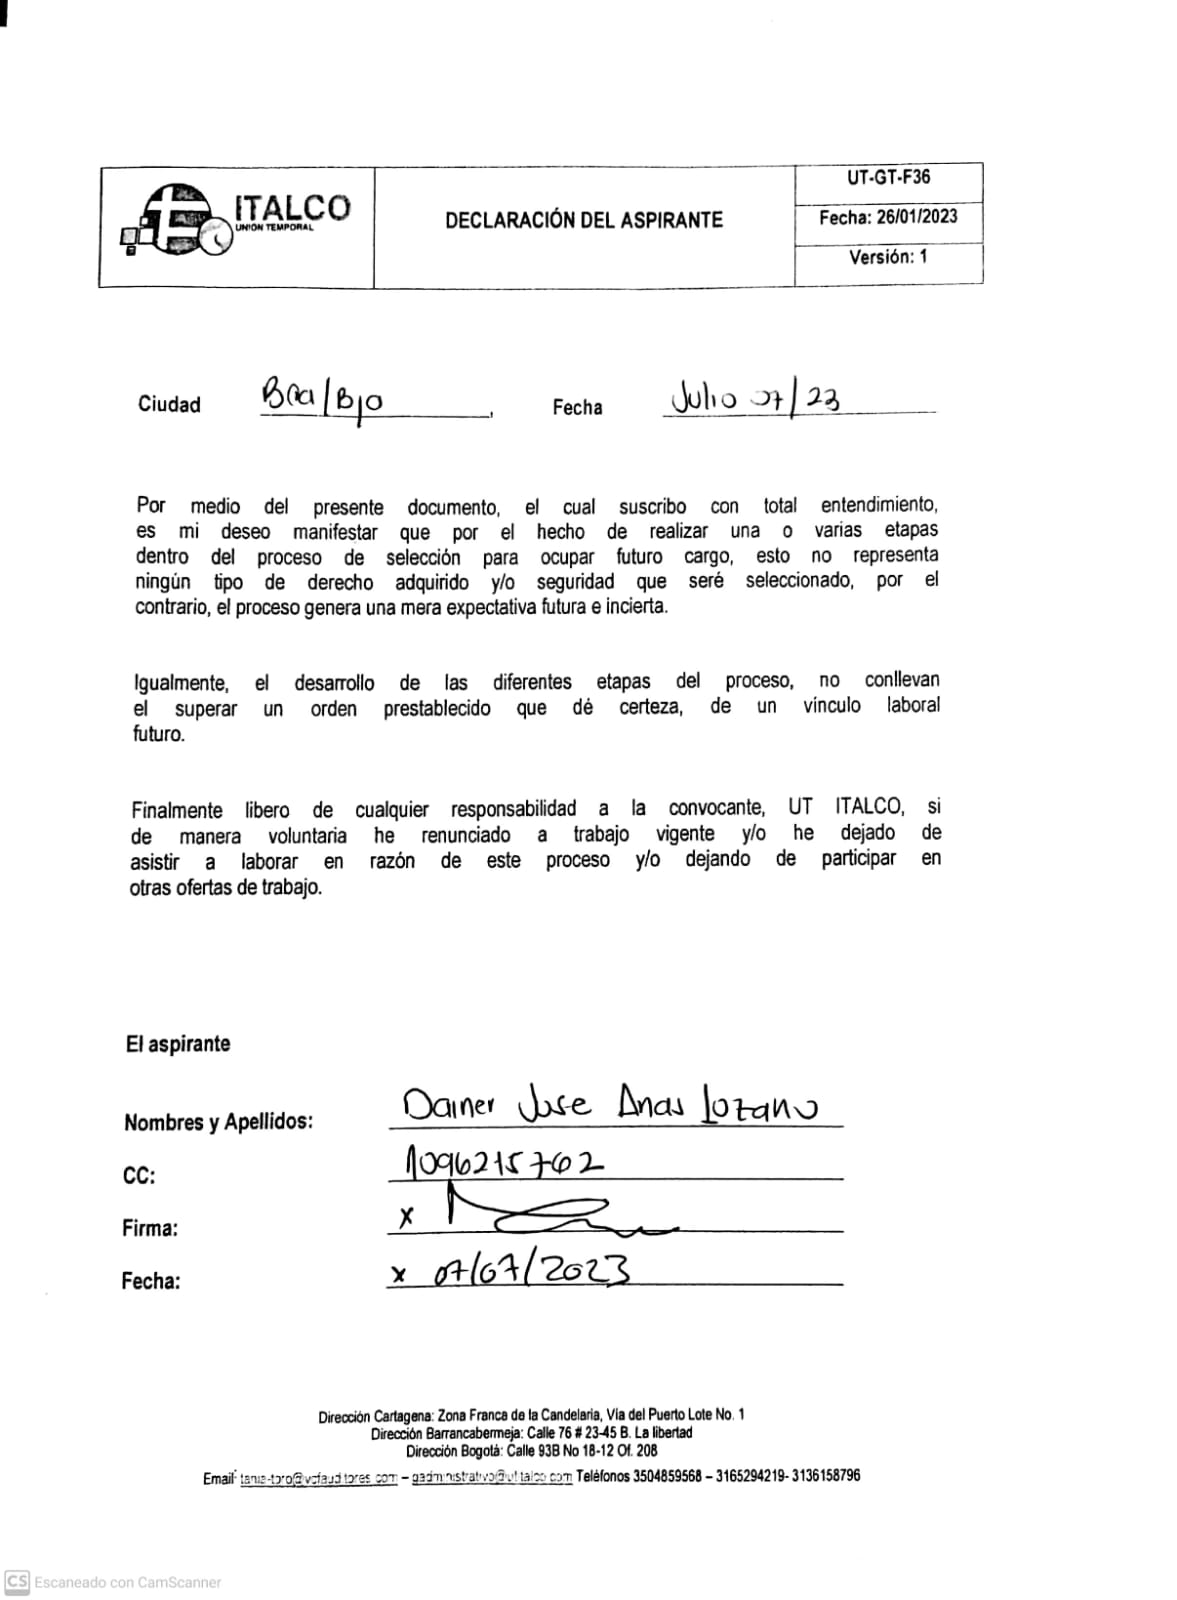 ITALCO
UNION TEMPORAL
DECLARACIÓN DEL ASPIRANTE
UT-GT-F36
Fecha: 26/01/2023
Versión: 1
Ciudad Bca/Bja, Fecha Julio 07/23
Por medio del presente documento, el cual suscribo con total entendimiento,
es mi deseo manifestar que por el hecho de realizar una o varias etapas
dentro del proceso de selección para ocupar futuro cargo, esto no representa
ningún tipo de derecho adquirido y/o seguridad que seré seleccionado, por el
contrario, el proceso genera una mera expectativa futura e incierta.
Igualmente, el desarrollo de las diferentes etapas del proceso, no conllevan
el superar un orden prestablecido que dé certeza, de un vínculo laboral
futuro.
Finalmente libero de cualquier responsabilidad a la convocante, UT ITALCO, si
de manera voluntaria he renunciado a trabajo vigente y/o he dejado de
asistir a laborar en razón de este proceso y/o dejando de participar en
otras ofertas de trabajo.
El aspirante
Nombres y Apellidos: Dainer Jose Arias Lozano
CC: 1096215762
Firma: x
Fecha: x 07/07/2023
Dirección Cartagena: Zona Franca de la Candelaria, Vía del Puerto Lote No. 1
Dirección Barrancabermeja: Calle 76 # 23-45 B. La libertad
Dirección Bogotá: Calle 93B No 18-12 Of. 208
Email: – Teléfonos 3504859568 – 3165294219- 3136158796
CS Escaneado con CamScanner